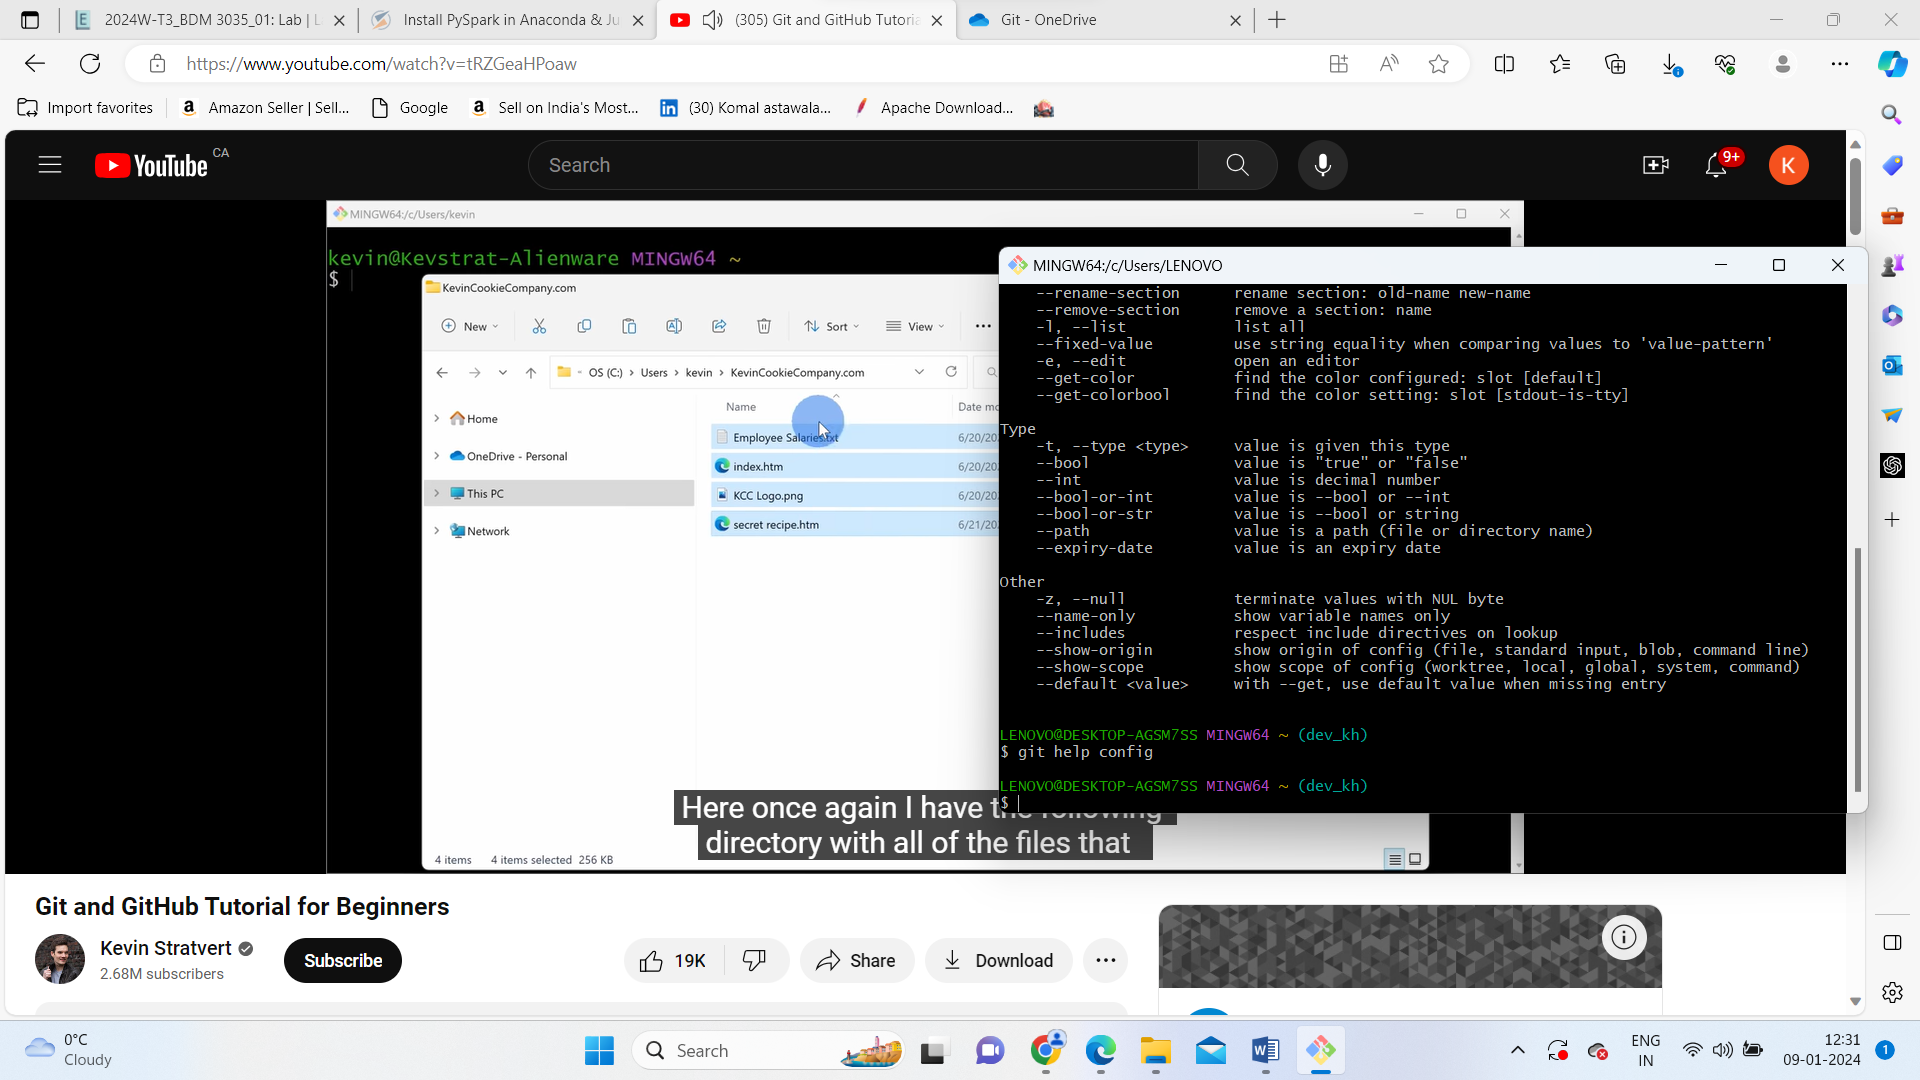 2024W-T3_BDM 3035_01: Lab | L
Install PySpark in Anaconda & Ju
(305) Git and GitHub Tutoria
Git - OneDrive
https://www.youtube.com/watch?v=tRZGeaHPoaw
Import favorites
Amazon Seller | Sell...
Google
Sell on India's Most...
(30) Komal astawala...
Apache Download...
YouTube CA
Search
9+
K
MINGW64:/c/Users/kevin
kevin@Kevstrat-Alienware MINGW64 ~
$
KevinCookieCompany.com
New
Sort
View
OS (C:) > Users > kevin > KevinCookieCompany.com
Name
Date mo
Home
OneDrive - Personal
This PC
Network
Employee Salaries.txt
6/20/20
index.htm
6/20/20
KCC Logo.png
6/20/20
secret recipe.htm
6/21/20
4 items 4 items selected 256 KB
Here once again I have the following
directory with all of the files that
MINGW64:/c/Users/LENOVO
--rename-section rename section: old-name new-name
--remove-section remove a section: name
-l, --list list all
--fixed-value use string equality when comparing values to 'value-pattern'
-e, --edit open an editor
--get-color find the color configured: slot [default]
--get-colorbool find the color setting: slot [stdout-is-tty]
Type
-t, --type <type> value is given this type
--bool value is "true" or "false"
--int value is decimal number
--bool-or-int value is --bool or --int
--bool-or-str value is --bool or string
--path value is a path (file or directory name)
--expiry-date value is an expiry date
Other
-z, --null terminate values with NUL byte
--name-only show variable names only
--includes respect include directives on lookup
--show-origin show origin of config (file, standard input, blob, command line)
--show-scope show scope of config (worktree, local, global, system, command)
--default <value> with --get, use default value when missing entry
LENOVO@DESKTOP-AGSM7SS MINGW64 ~ (dev_kh)
$ git help config
LENOVO@DESKTOP-AGSM7SS MINGW64 ~ (dev_kh)
$
Git and GitHub Tutorial for Beginners
Kevin Stratvert
2.68M subscribers
Subscribe
19K
Share
Download
0°C
Cloudy
Search
ENG
IN
12:31
09-01-2024
1